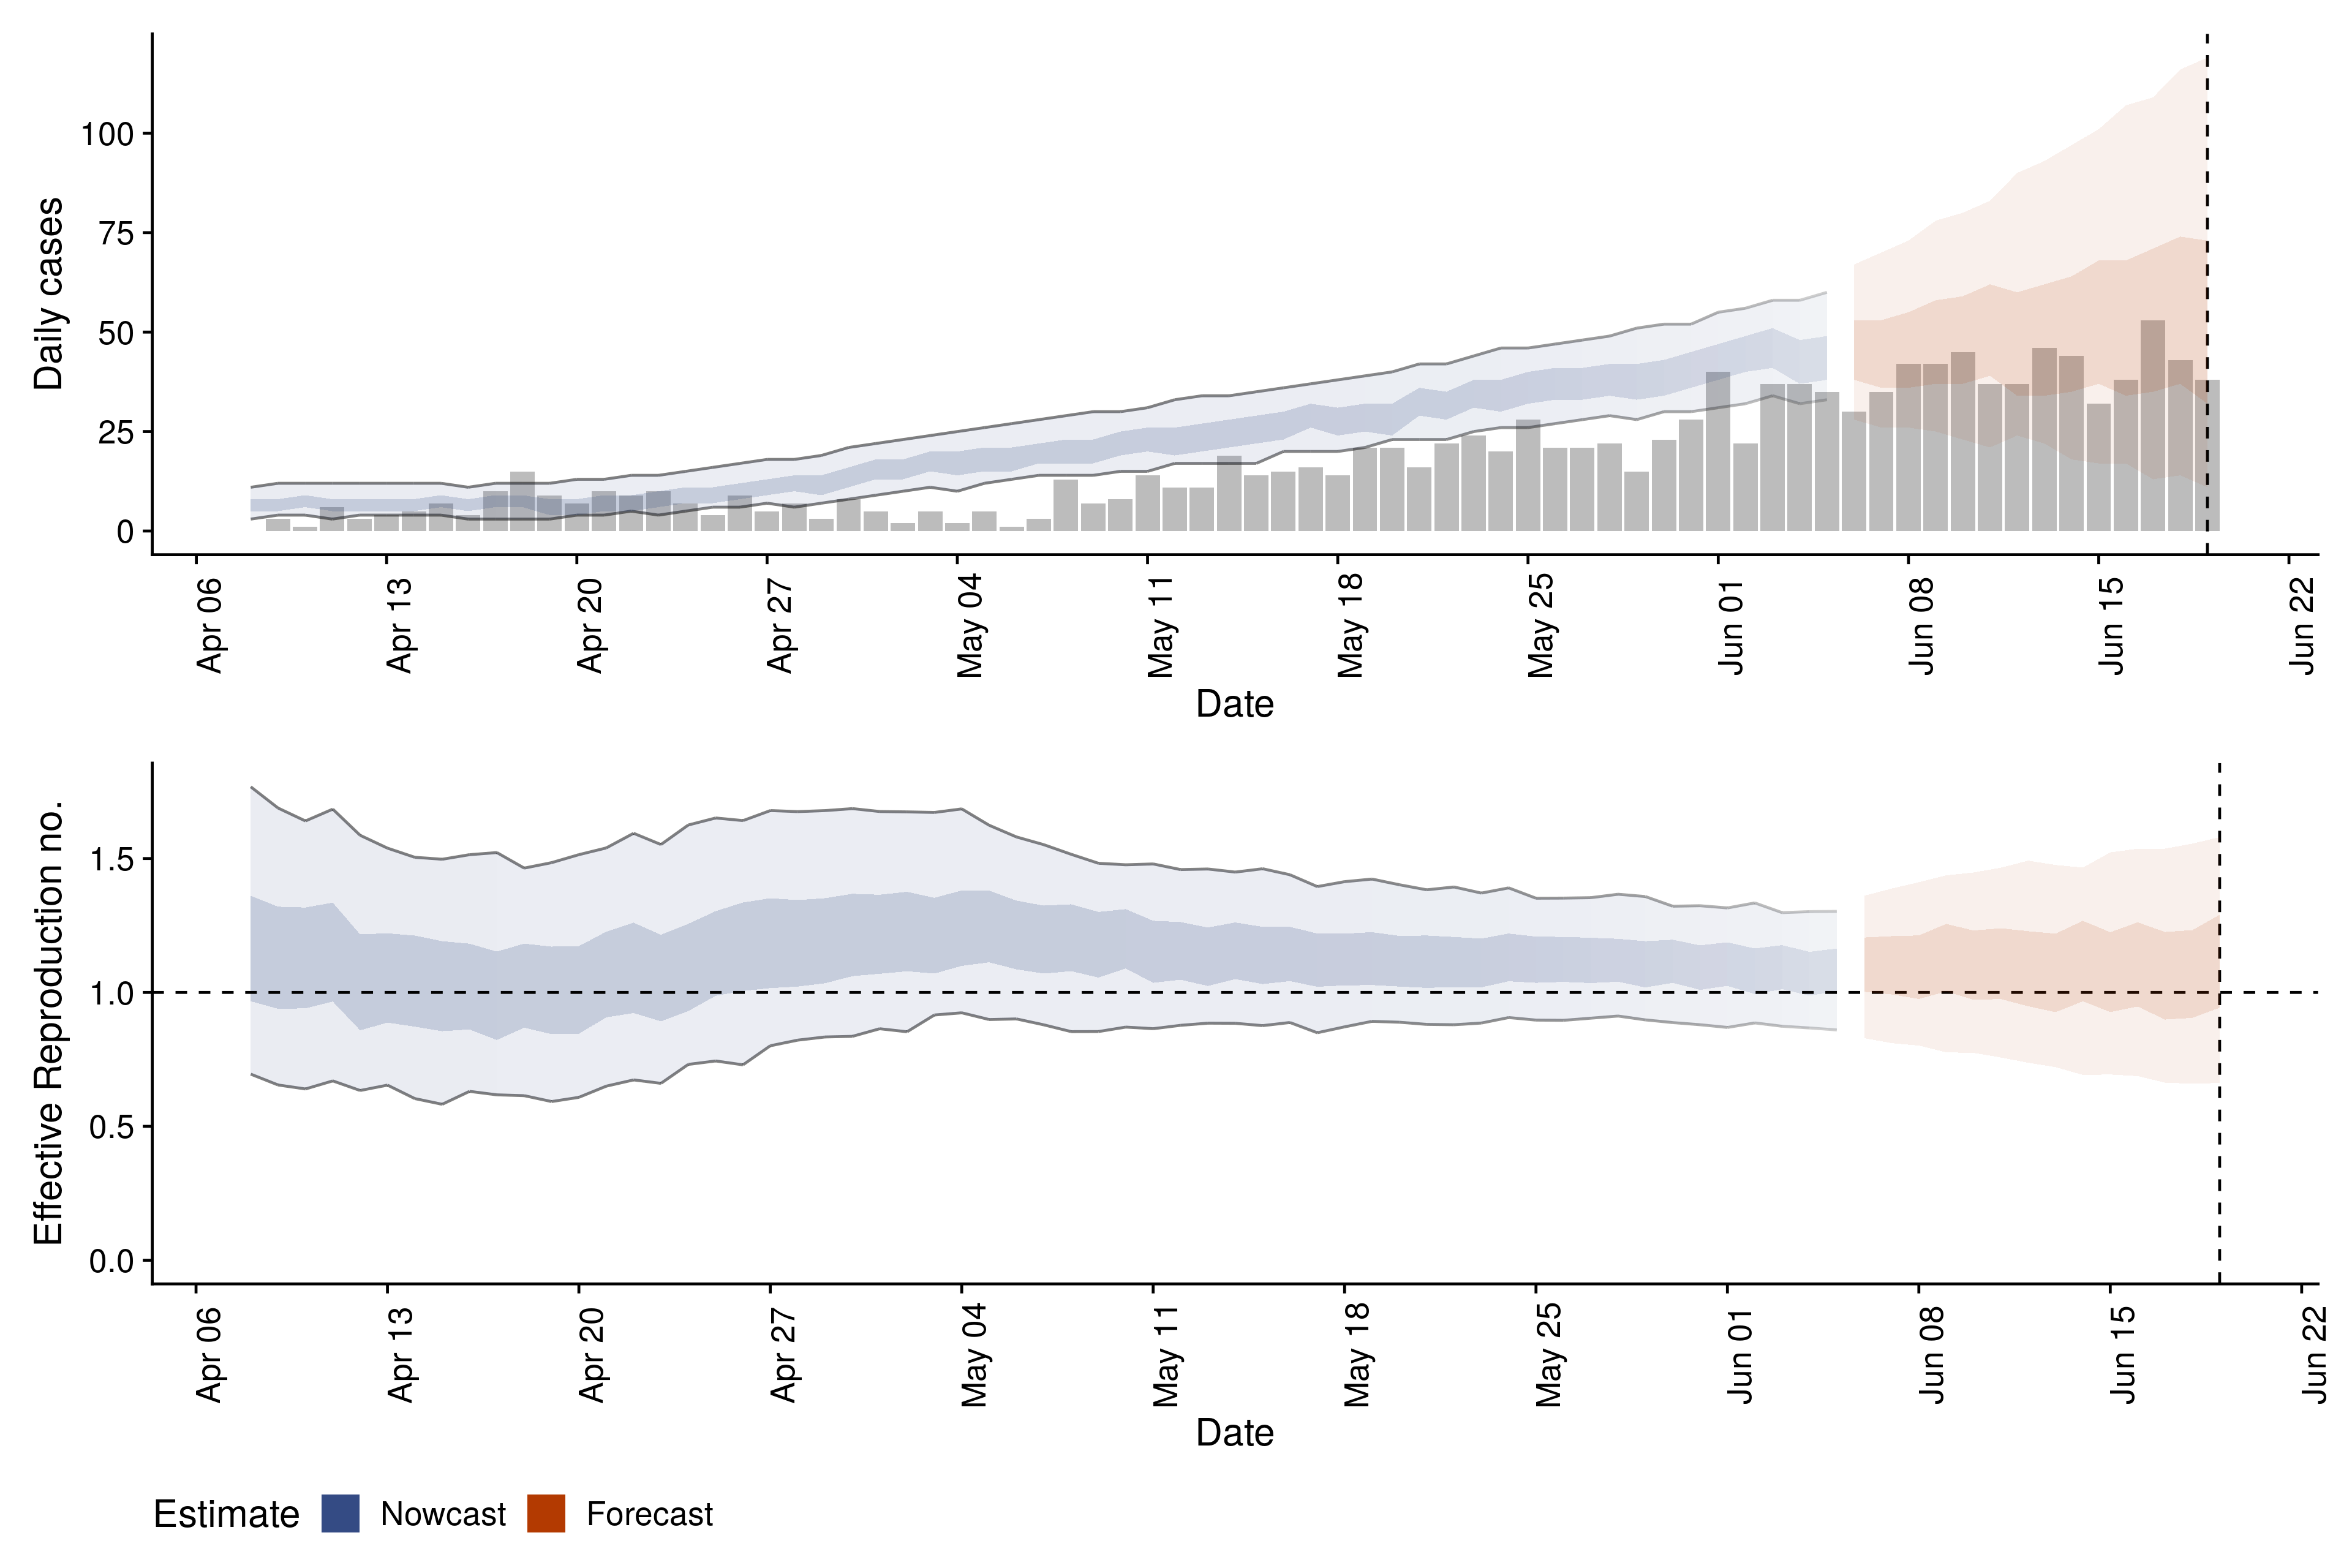 Daily cases
100
75
50
25
0
Apr 06 Apr 13 Apr 20 Apr 27 May 04 May 11 May 18 May 25 Jun 01 Jun 08 Jun 15 Jun 22
Date
Effective Reproduction no.
1.5
1.0
0.5
0.0
Apr 06 Apr 13 Apr 20 Apr 27 May 04 May 11 May 18 May 25 Jun 01 Jun 08 Jun 15 Jun 22
Date
Estimate Nowcast Forecast